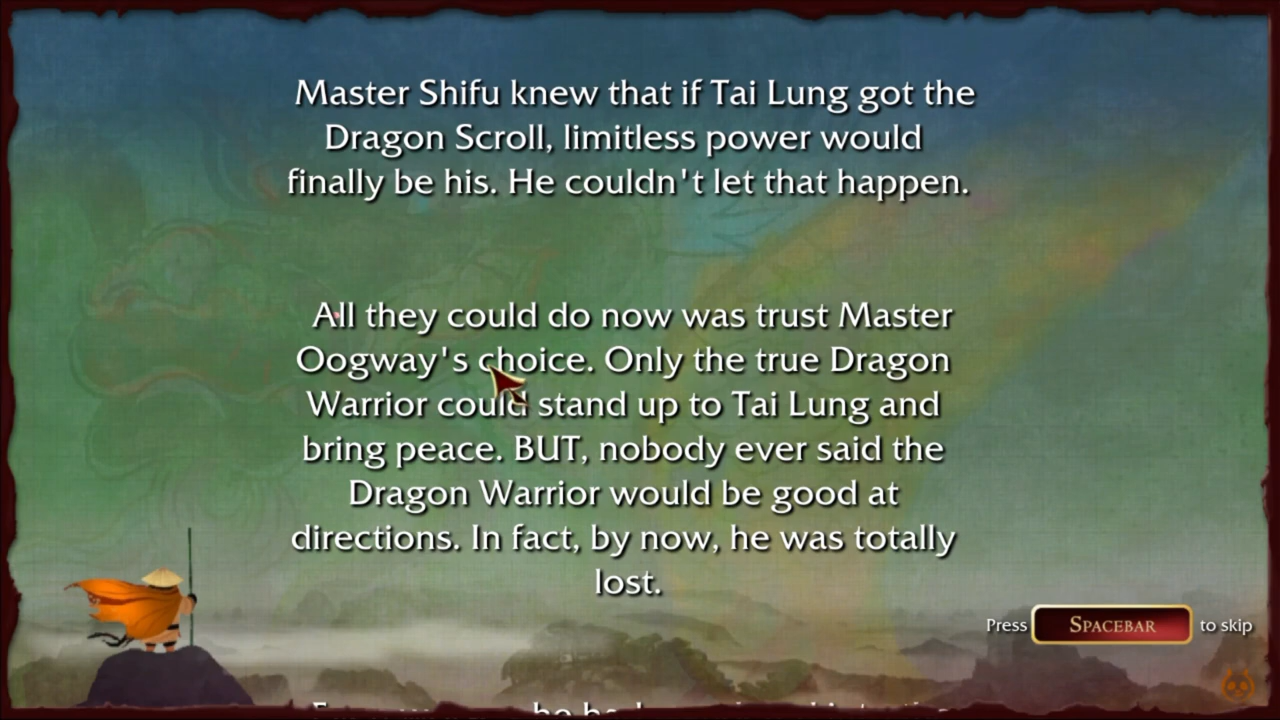 Master Shifu knew that if Tai Lung got the
Dragon Scroll, limitless power would
finally be his. He couldn't let that happen.
All they could do now was trust Master
Oogway's choice. Only the true Dragon
Warrior could stand up to Tai Lung and
bring peace. BUT, nobody ever said the
Dragon Warrior would be good at
directions. In fact, by now, he was totally
lost.
Press SPACEBAR to skip